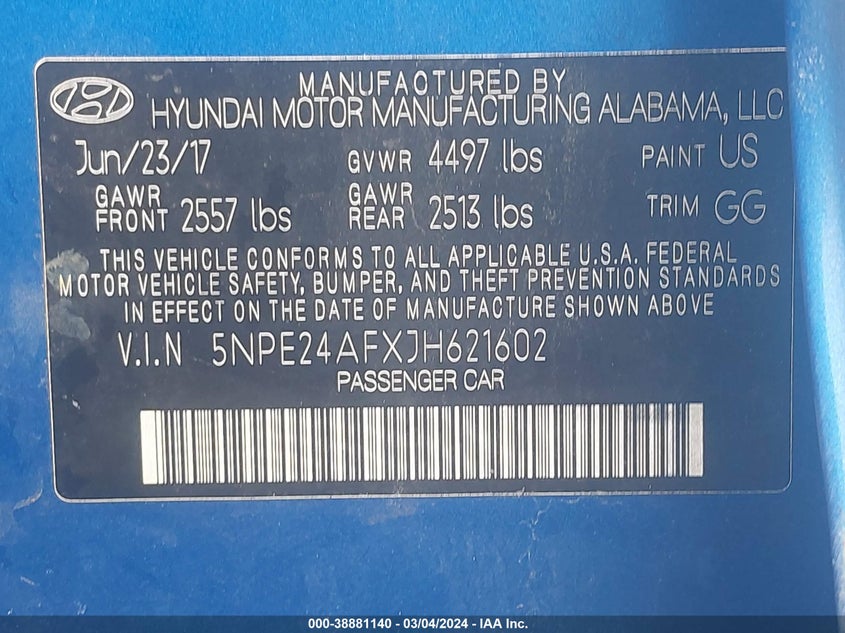 MANUFACTURED BY
HYUNDAI MOTOR MANUFACTURING ALABAMA, LLC
Jun/23/17 GVWR 4497 lbs PAINT US
GAWR FRONT 2557 lbs GAWR REAR 2513 lbs TRIM GG
THIS VEHICLE CONFORMS TO ALL APPLICABLE U.S.A. FEDERAL
MOTOR VEHICLE SAFETY, BUMPER, AND THEFT PREVENTION STANDARDS
IN EFFECT ON THE DATE OF MANUFACTURE SHOWN ABOVE
V.I.N 5NPE24AFXJH621602
PASSENGER CAR
000-38881140 - 03/04/2024 - IAA Inc.